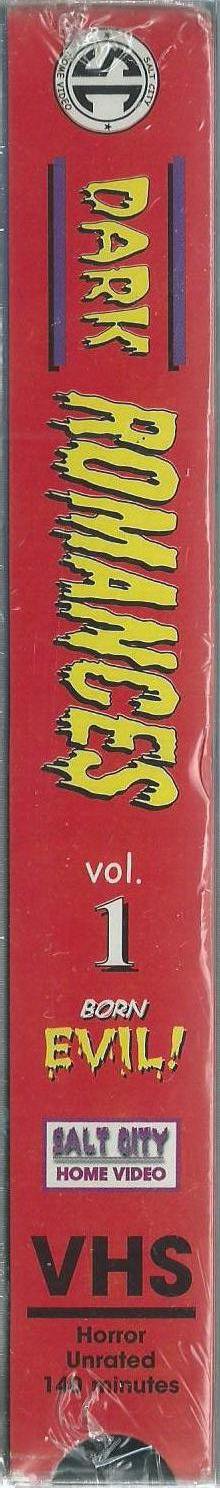 SALT CITY
HOME VIDEO
SC
DARK
ROMANCES
vol.
1
BORN
EVIL!
SALT CITY
HOME VIDEO
VHS
Horror
Unrated
140 minutes